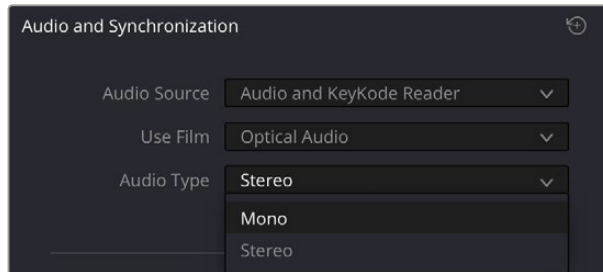 Audio and Synchronization
Audio Source Audio and KeyKode Reader
Use Film Optical Audio
Audio Type Stereo
Mono
Stereo